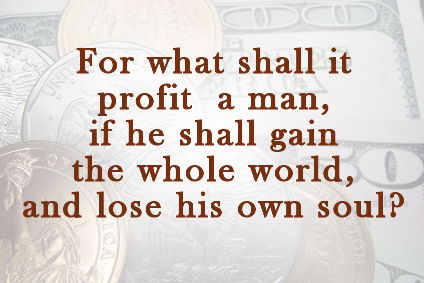 For what shall it
profit a man,
if he shall gain
the whole world,
and lose his own soul?